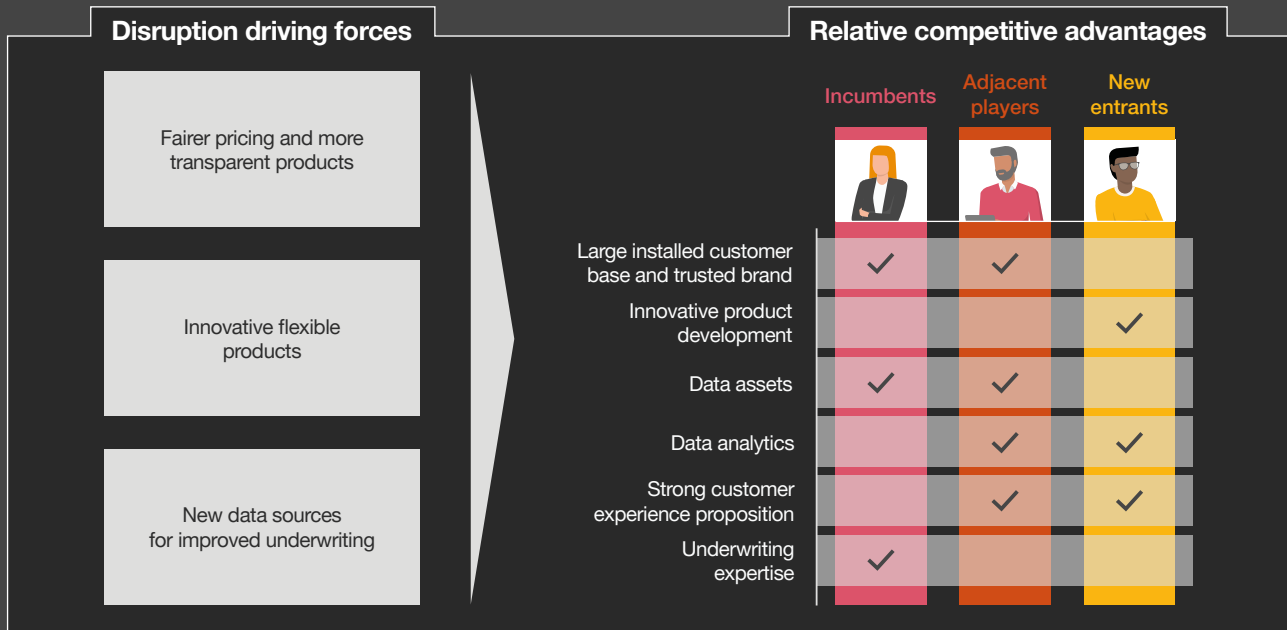 Disruption driving forces
Fairer pricing and more
transparent products
Innovative flexible
products
New data sources
for improved underwriting
Relative competitive advantages
Incumbents
Adjacent
players
New
entrants
Large installed customer
base and trusted brand
Innovative product
development
Data assets
Data analytics
Strong customer
experience proposition
Underwriting
expertise